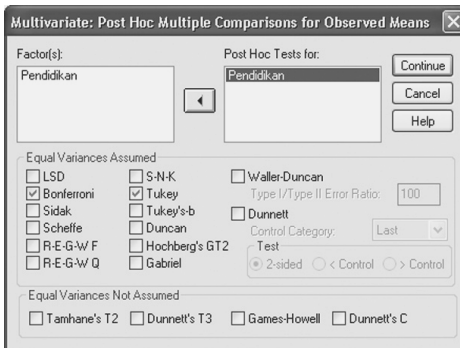 Multivariate: Post Hoc Multiple Comparisons for Observed Means
Factor(s):
Pendidikan
Post Hoc Tests for:
Pendidikan
Continue
Cancel
Help
Equal Variances Assumed
LSD
S-N-K
Waller-Duncan
Bonferroni
Tukey
Type I/Type II Error Ratio: 100
Sidak
Tukey's-b
Dunnett
Scheffe
Duncan
Control Category: Last
R-E-G-W F
Hochberg's GT2
Test
R-E-G-W Q
Gabriel
2-sided < Control > Control
Equal Variances Not Assumed
Tamhane's T2 Dunnett's T3 Games-Howell Dunnett's C